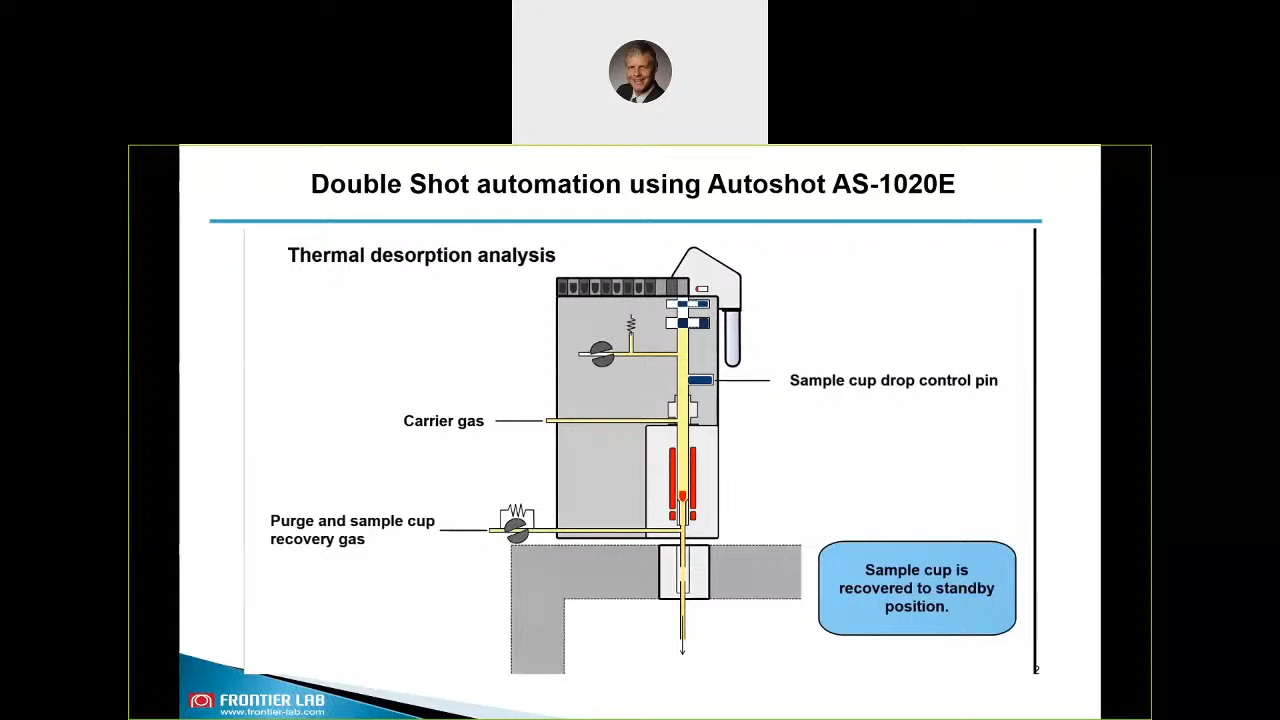 Double Shot automation using Autoshot AS-1020E
Thermal desorption analysis
Sample cup drop control pin
Carrier gas
Purge and sample cup
recovery gas
Sample cup is
recovered to standby
position.
2
FRONTIER LAB
www.frontier-lab.com